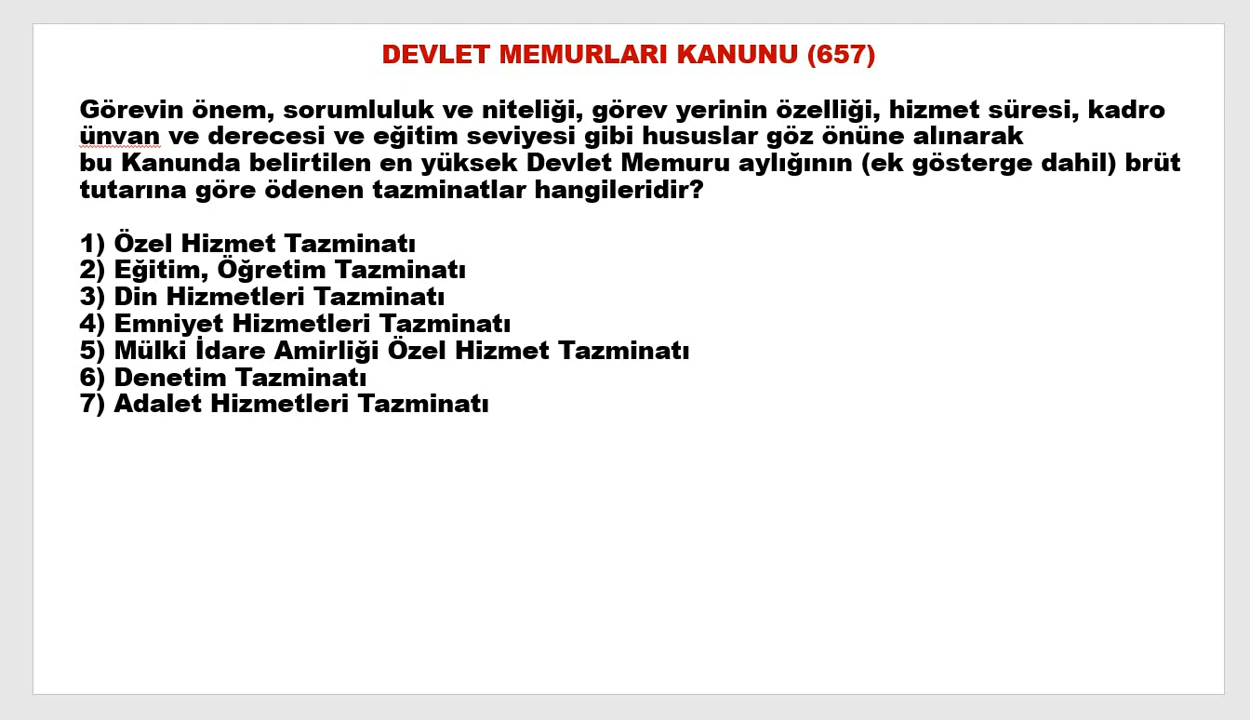 DEVLET MEMURLARI KANUNU (657)
Görevin önem, sorumluluk ve niteliği, görev yerinin özelliği, hizmet süresi, kadro
ünvan ve derecesi ve eğitim seviyesi gibi hususlar göz önüne alınarak
bu Kanunda belirtilen en yüksek Devlet Memuru aylığının (ek gösterge dahil) brüt
tutarına göre ödenen tazminatlar hangileridir?
1) Özel Hizmet Tazminatı
2) Eğitim, Öğretim Tazminatı
3) Din Hizmetleri Tazminatı
4) Emniyet Hizmetleri Tazminatı
5) Mülki İdare Amirliği Özel Hizmet Tazminatı
6) Denetim Tazminatı
7) Adalet Hizmetleri Tazminatı